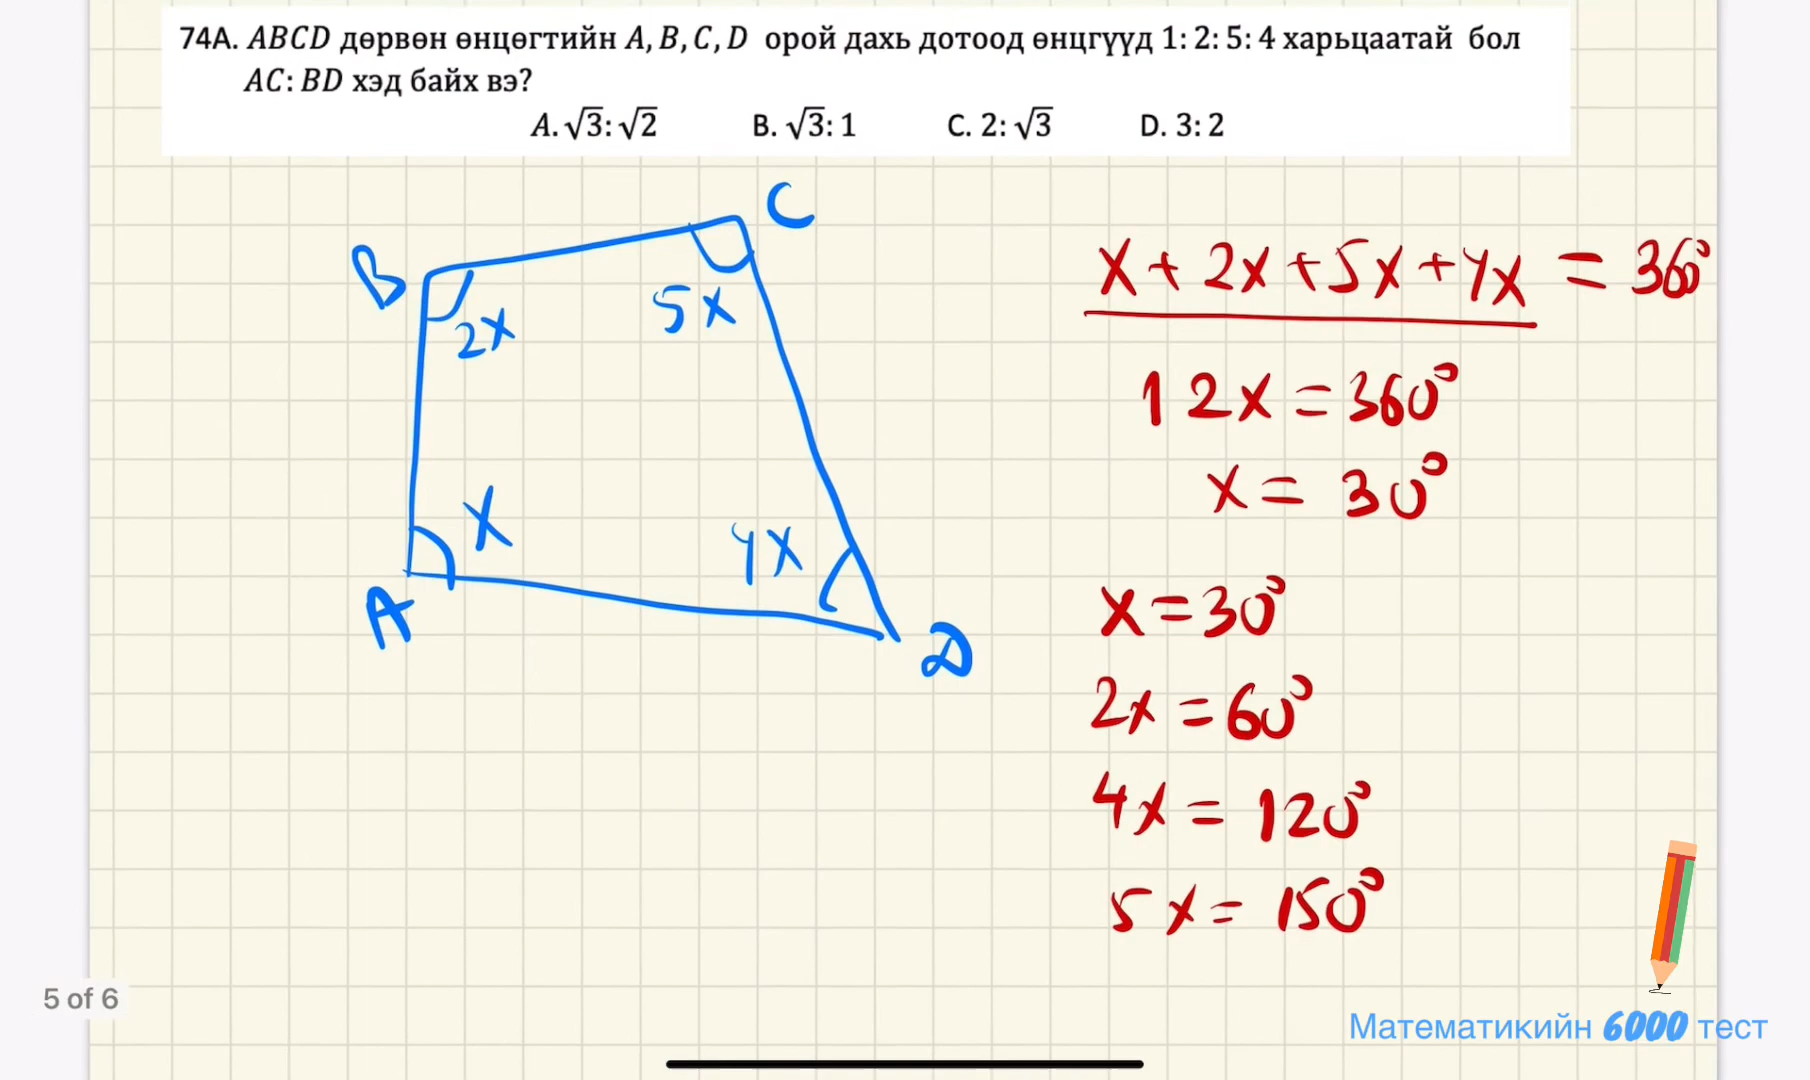 74A. ABCD дөрвөн өнцөгтийн A, B, C, D орой дахь дотоод өнцгүүд 1: 2: 5: 4 харьцаатай бол
AC: BD хэд байх вэ?
A. √3: √2 B. √3: 1 C. 2: √3 D. 3: 2
C
B
2x
5x
x
4x
A
D
x + 2x + 5x + 4x = 360°
12x = 360°
x = 30°
x = 30°
2x = 60°
4x = 120°
5x = 150°
5 of 6
Математикийн 6000 тест